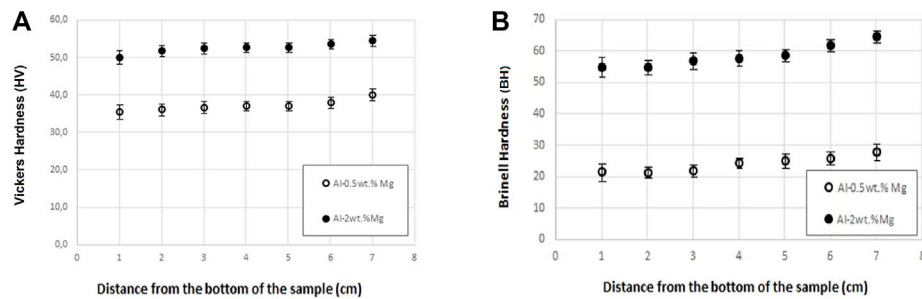 A
Vickers Hardness (HV)
60,0
50,0
40,0
30,0
20,0
10,0
0,0
0 1 2 3 4 5 6 7 8
Distance from the bottom of the sample (cm)
Al-0.5wt.% Mg
Al-2wt.%Mg
B
Brinell Hardness (BH)
70
60
50
40
30
20
10
0
0 1 2 3 4 5 6 7 8
Distance from the bottom of the sample (cm)
Al-0.5wt.% Mg
Al-2wt.%Mg